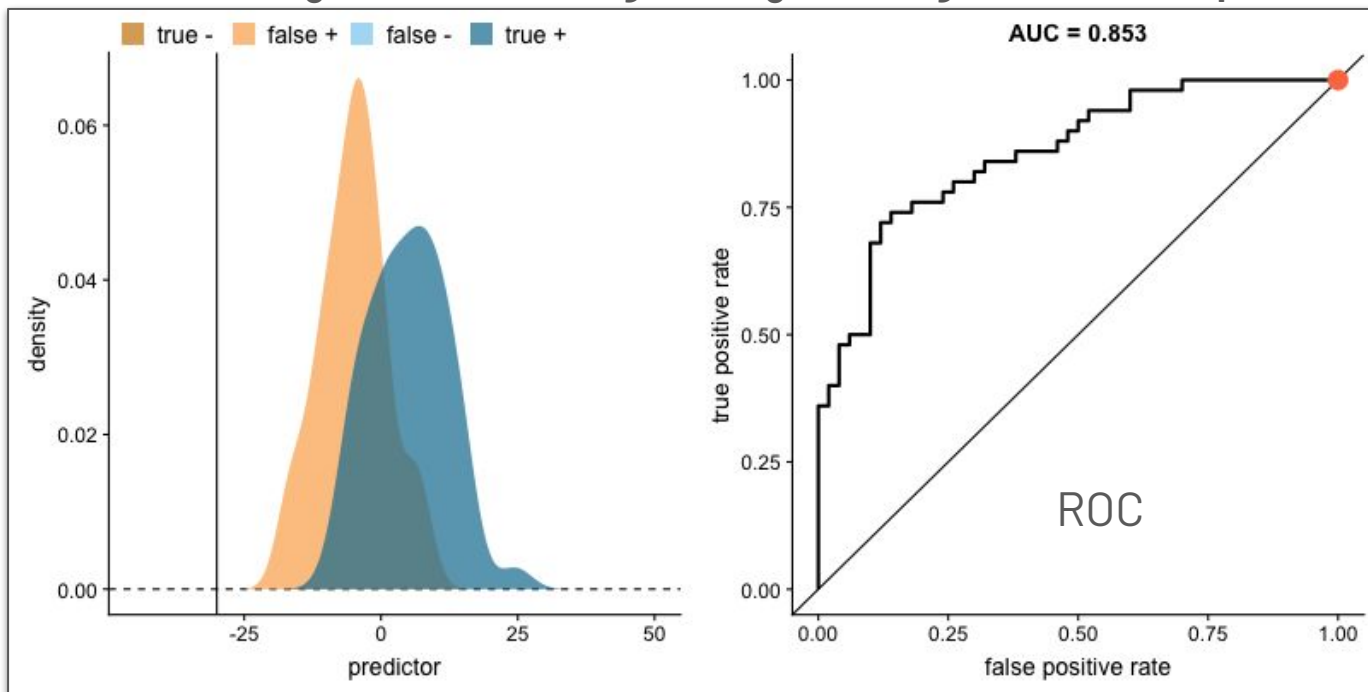 true - false + false - true +
0.06
0.04
0.02
0.00
density
-25 0 25 50
predictor
AUC = 0.853
1.00
0.75
0.50
0.25
0.00
true positive rate
ROC
0.00 0.25 0.50 0.75 1.00
false positive rate